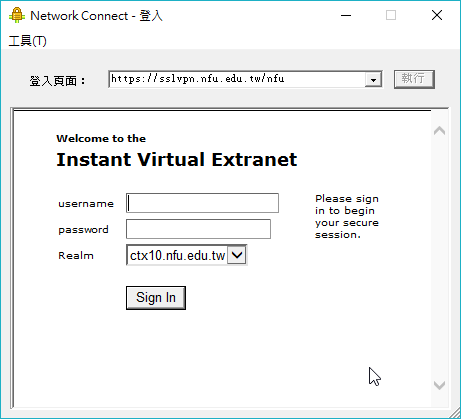 Network Connect - 登入
工具(T)
登入頁面：
https://sslvpn.nfu.edu.tw/nfu
執行
Welcome to the
Instant Virtual Extranet
username
password
Realm
ctx10.nfu.edu.tw
Please sign
in to begin
your secure
session.
Sign In